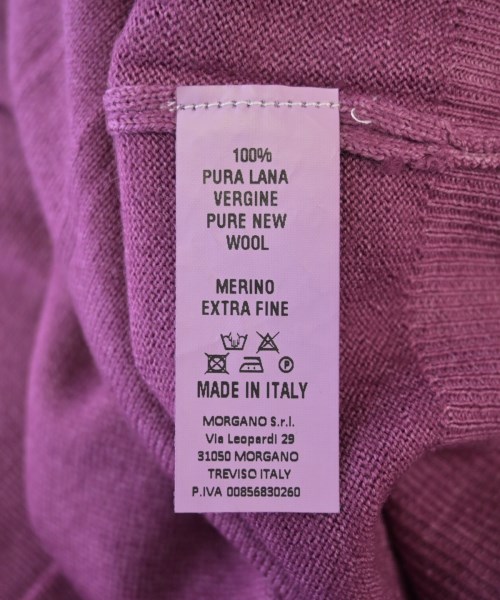 100%
PURA LANA
VERGINE
PURE NEW
WOOL
MERINO
EXTRA FINE
P
MADE IN ITALY
MORGANO S.r.l.
Via Leopardi 29
31050 MORGANO
TREVISO ITALY
P.IVA 00856830260